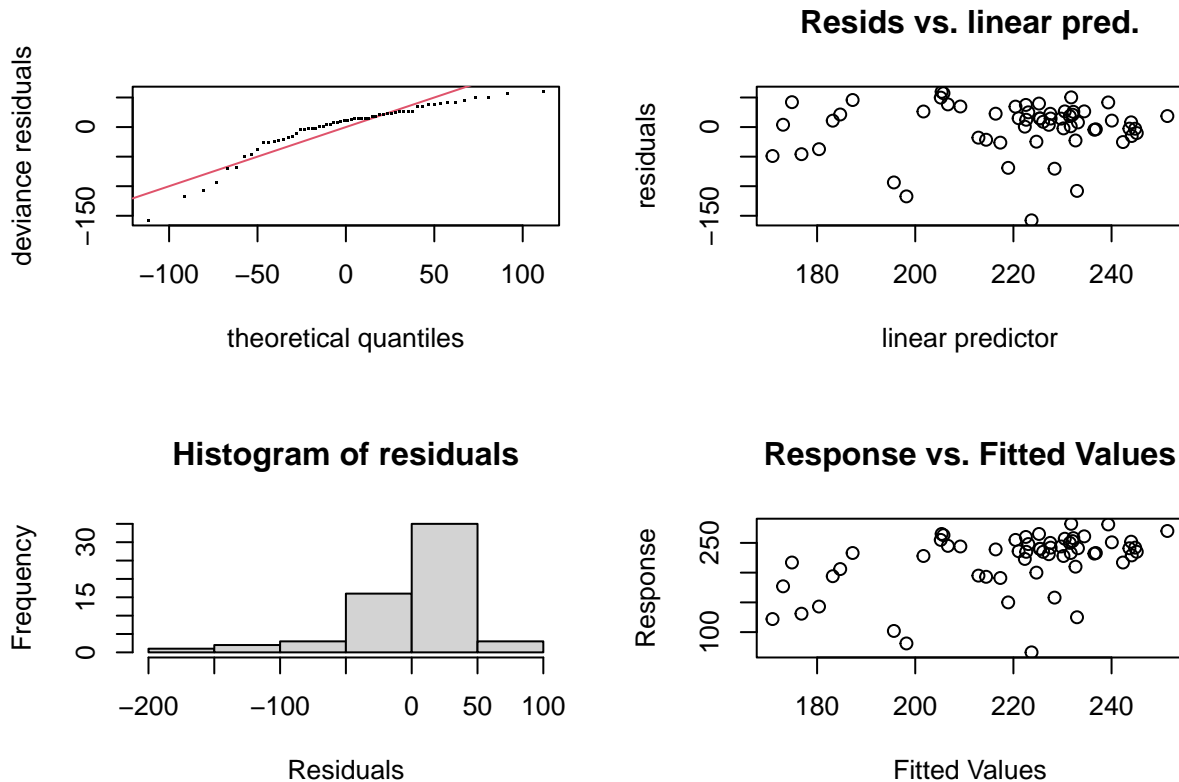 deviance residuals
0
−150
−100
−50
0
50
100
theoretical quantiles
Resids vs. linear pred.
residuals
0
−150
180
200
220
240
linear predictor
Histogram of residuals
Frequency
30
15
0
−200
−100
0
50
100
Residuals
Response vs. Fitted Values
Response
250
100
180
200
220
240
Fitted Values